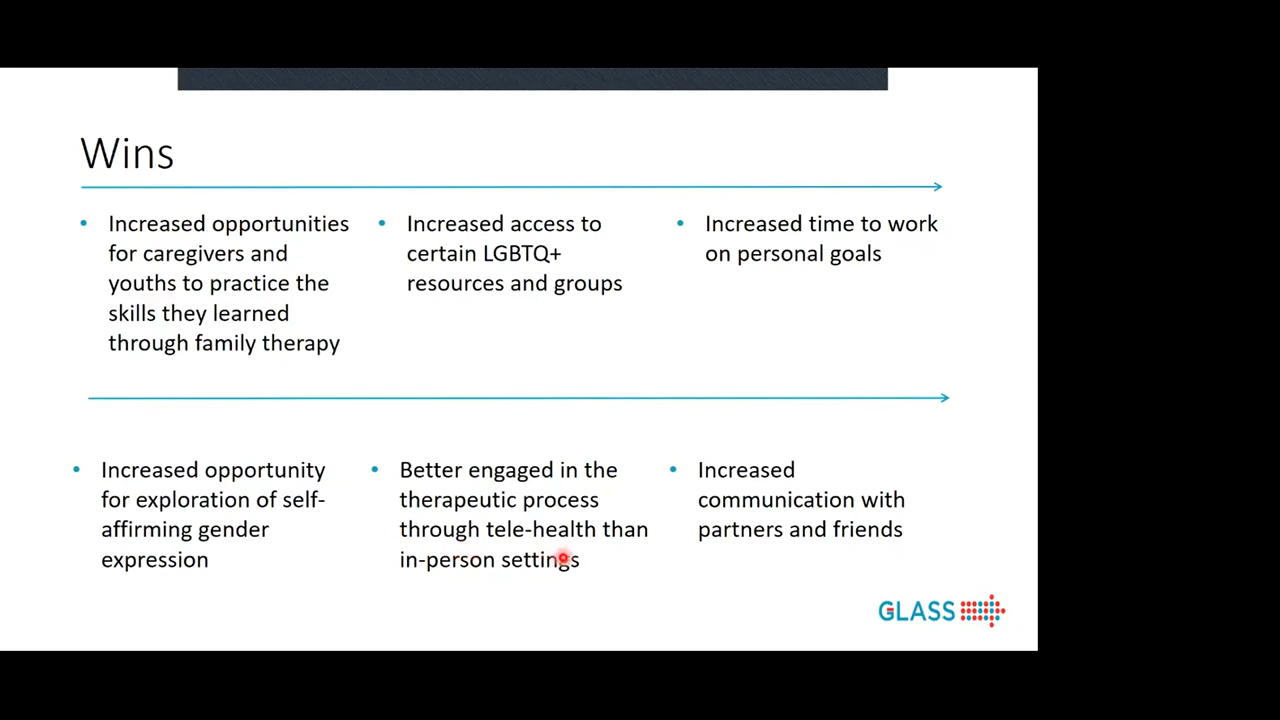 Wins
• Increased opportunities
for caregivers and
youths to practice the
skills they learned
through family therapy
• Increased access to
certain LGBTQ+
resources and groups
• Increased time to work
on personal goals
• Increased opportunity
for exploration of self-
affirming gender
expression
• Better engaged in the
therapeutic process
through tele-health than
in-person settings
• Increased
communication with
partners and friends
GLASS